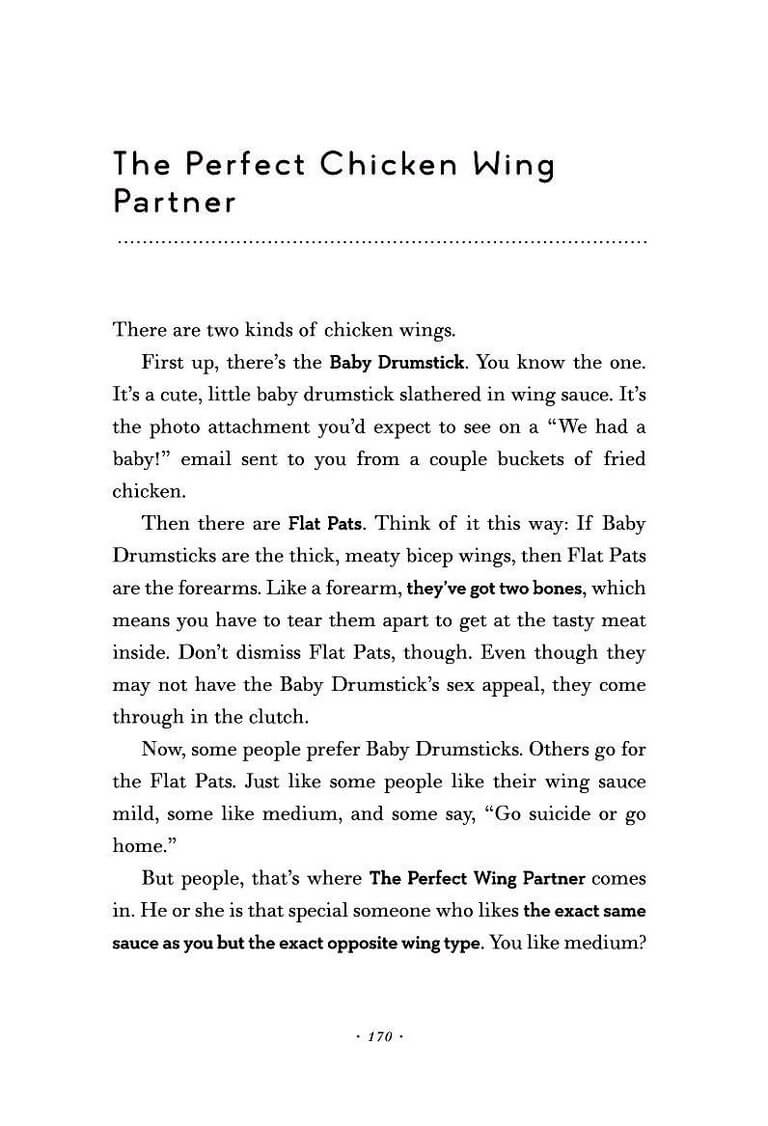 The Perfect Chicken Wing
Partner
There are two kinds of chicken wings.
First up, there's the Baby Drumstick. You know the one.
It's a cute, little baby drumstick slathered in wing sauce. It's
the photo attachment you'd expect to see on a “We had a
baby!” email sent to you from a couple buckets of fried
chicken.
Then there are Flat Pats. Think of it this way: If Baby
Drumsticks are the thick, meaty bicep wings, then Flat Pats
are the forearms. Like a forearm, they've got two bones, which
means you have to tear them apart to get at the tasty meat
inside. Don't dismiss Flat Pats, though. Even though they
may not have the Baby Drumstick's sex appeal, they come
through in the clutch.
Now, some people prefer Baby Drumsticks. Others go for
the Flat Pats. Just like some people like their wing sauce
mild, some like medium, and some say, “Go suicide or go
home.”
But people, that's where The Perfect Wing Partner comes
in. He or she is that special someone who likes the exact same
sauce as you but the exact opposite wing type. You like medium?
· 170 ·